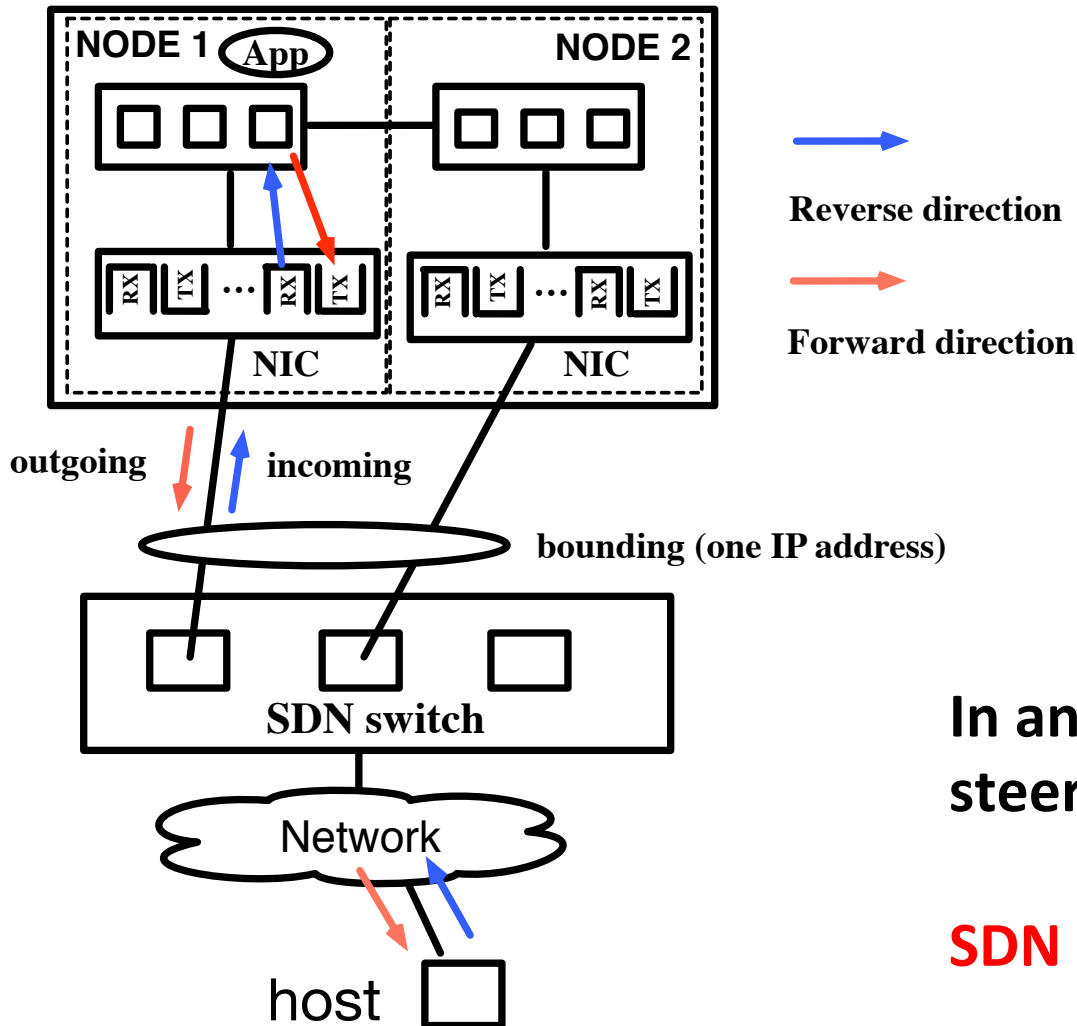 NODE 1
App
NODE 2
RX TX ... RX TX
RX TX ... RX TX
NIC
NIC
Reverse direction
Forward direction
outgoing
incoming
bounding (one IP address)
SDN switch
Network
host
In an
steer
SDN